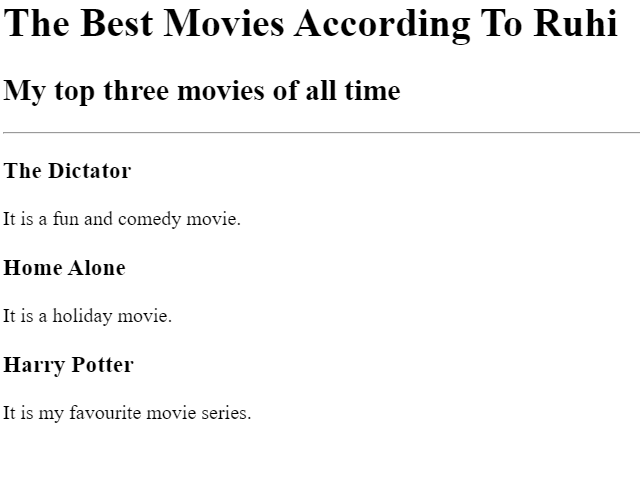 The Best Movies According To Ruhi
My top three movies of all time
The Dictator
It is a fun and comedy movie.
Home Alone
It is a holiday movie.
Harry Potter
It is my favourite movie series.